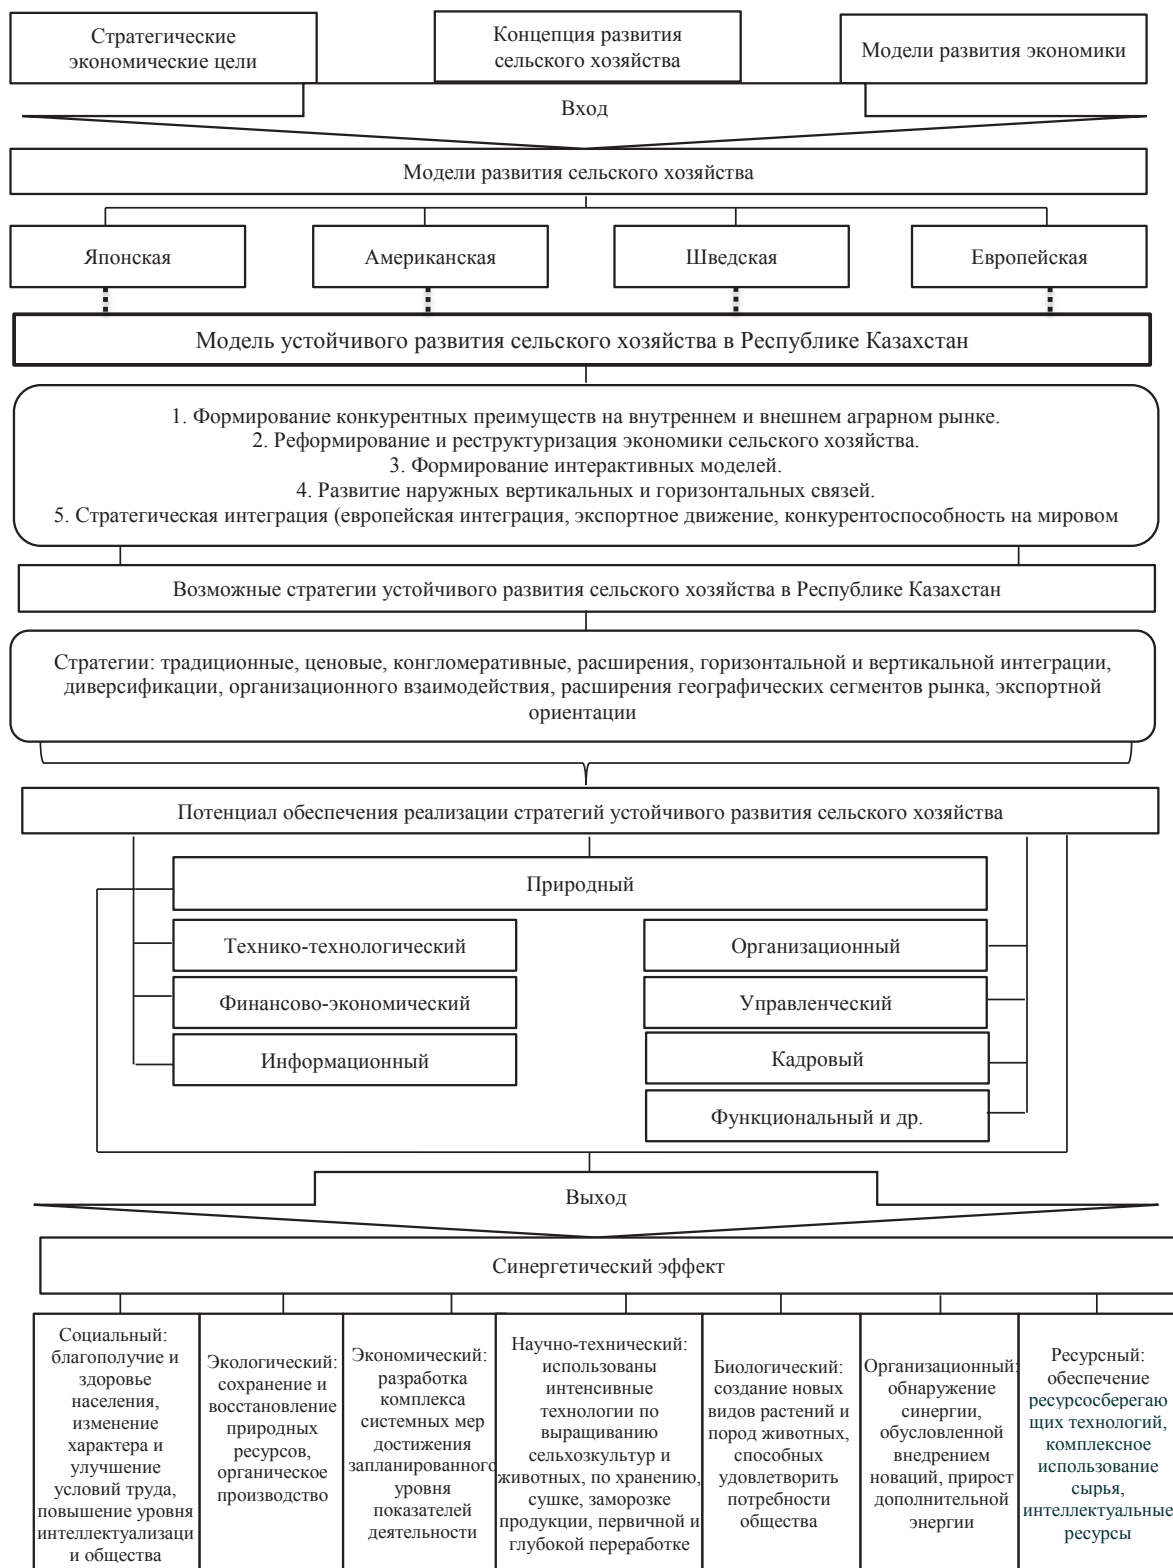 Стратегические
экономические цели
Концепция развития
сельского хозяйства
Модели развития экономики
Вход
Модели развития сельского хозяйства
Японская
Американская
Шведская
Европейская
Модель устойчивого развития сельского хозяйства в Республике Казахстан
1. Формирование конкурентных преимуществ на внутреннем и внешнем аграрном рынке.
2. Реформирование и реструктуризация экономики сельского хозяйства.
3. Формирование интерактивных моделей.
4. Развитие наружных вертикальных и горизонтальных связей.
5. Стратегическая интеграция (европейская интеграция, экспортное движение, конкурентоспособность на мировом
Возможные стратегии устойчивого развития сельского хозяйства в Республике Казахстан
Стратегии: традиционные, ценовые, конгломеративные, расширения, горизонтальной и вертикальной интеграции,
диверсификации, организационного взаимодействия, расширения географических сегментов рынка, экспортной
ориентации
Потенциал обеспечения реализации стратегий устойчивого развития сельского хозяйства
Природный
Технико-технологический
Финансово-экономический
Информационный
Организационный
Управленческий
Кадровый
Функциональный и др.
Выход
Синергетический эффект
Социальный:
благополучие и
здоровье
населения,
изменение
характера и
улучшение
условий труда,
повышение уровня
интеллектуализаци
и общества
Экологический:
сохранение и
восстановление
природных
ресурсов,
органическое
производство
Экономический:
разработка
комплекса
системных мер
достижения
запланированного
уровня
показателей
деятельности
Научно-технический:
использованы
интенсивные
технологии по
выращиванию
сельхозкультур и
животных, по хранению,
сушке, заморозке
продукции, первичной и
глубокой переработке
Биологический:
создание новых
видов растений и
пород животных,
способных
удовлетворить
потребности
общества
Организационный:
обнаружение
синергии,
обусловленной
внедрением
новаций, прирост
дополнительной
энергии
Ресурсный:
обеспечение
ресурсосберегаю
щих технологий,
комплексное
использование
сырья,
интеллектуальные
ресурсы